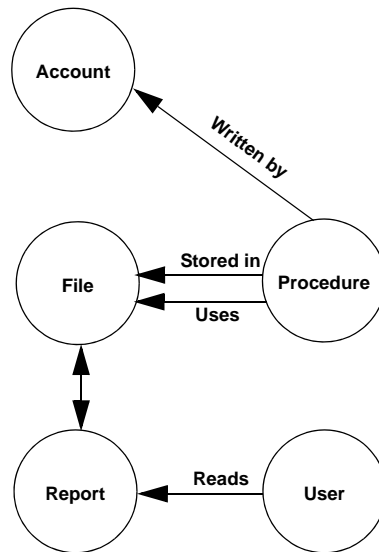 Account
Written by
Stored in
File
Procedure
Uses
Reads
Report
User